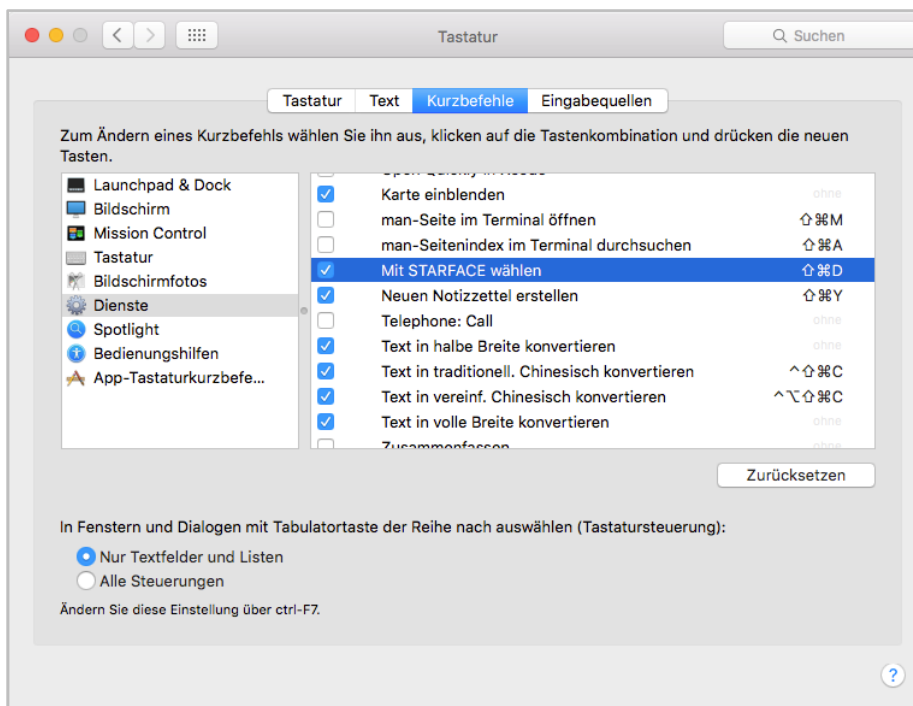 Tastatur
Suchen
Tastatur Text Kurzbefehle Eingabequellen
Zum Ändern eines Kurzbefehls wählen Sie ihn aus, klicken auf die Tastenkombination und drücken die neuen
Tasten.
Launchpad & Dock
Bildschirm
Mission Control
Tastatur
Bildschirmfotos
Dienste
Spotlight
Bedienungshilfen
App-Tastaturkurzbefe...
Karte einblenden ohne
man-Seite im Terminal öffnen ⇧⌘M
man-Seitenindex im Terminal durchsuchen ⇧⌘A
Mit STARFACE wählen ⇧⌘D
Neuen Notizzettel erstellen ⇧⌘Y
Telephone: Call ohne
Text in halbe Breite konvertieren ohne
Text in traditionell. Chinesisch konvertieren ^⇧⌘C
Text in vereinf. Chinesisch konvertieren ^⌥⇧⌘C
Text in volle Breite konvertieren ohne
Zusammenfassen ohne
Zurücksetzen
In Fenstern und Dialogen mit Tabulatortaste der Reihe nach auswählen (Tastatursteuerung):
Nur Textfelder und Listen
Alle Steuerungen
Ändern Sie diese Einstellung über ctrl-F7.
?